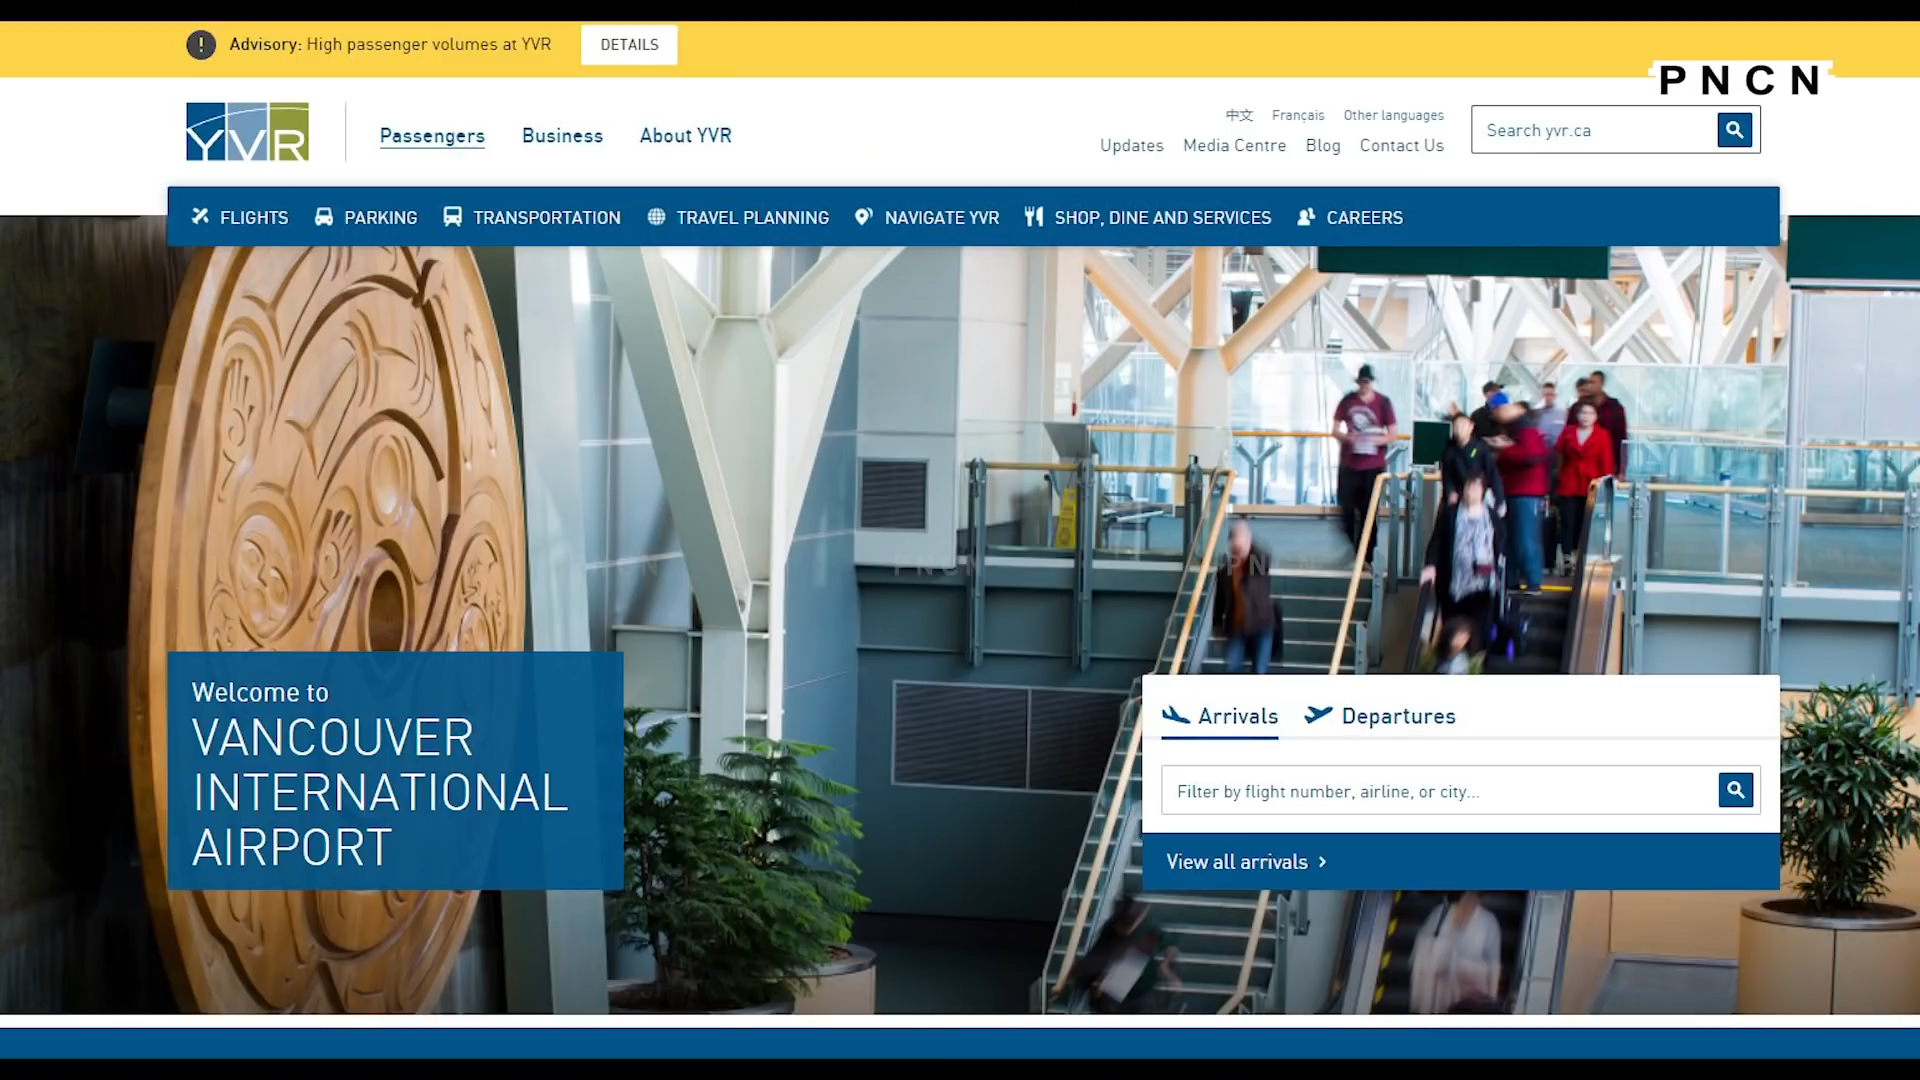 Advisory: High passenger volumes at YVR
DETAILS
PNCN
YVR
Passengers
Business
About YVR
中文
Français
Other languages
Updates
Media Centre
Blog
Contact Us
Search yvr.ca
FLIGHTS
PARKING
TRANSPORTATION
TRAVEL PLANNING
NAVIGATE YVR
SHOP, DINE AND SERVICES
CAREERS
PNCN
PNCN
Welcome to
VANCOUVER
INTERNATIONAL
AIRPORT
Arrivals
Departures
Filter by flight number, airline, or city...
View all arrivals